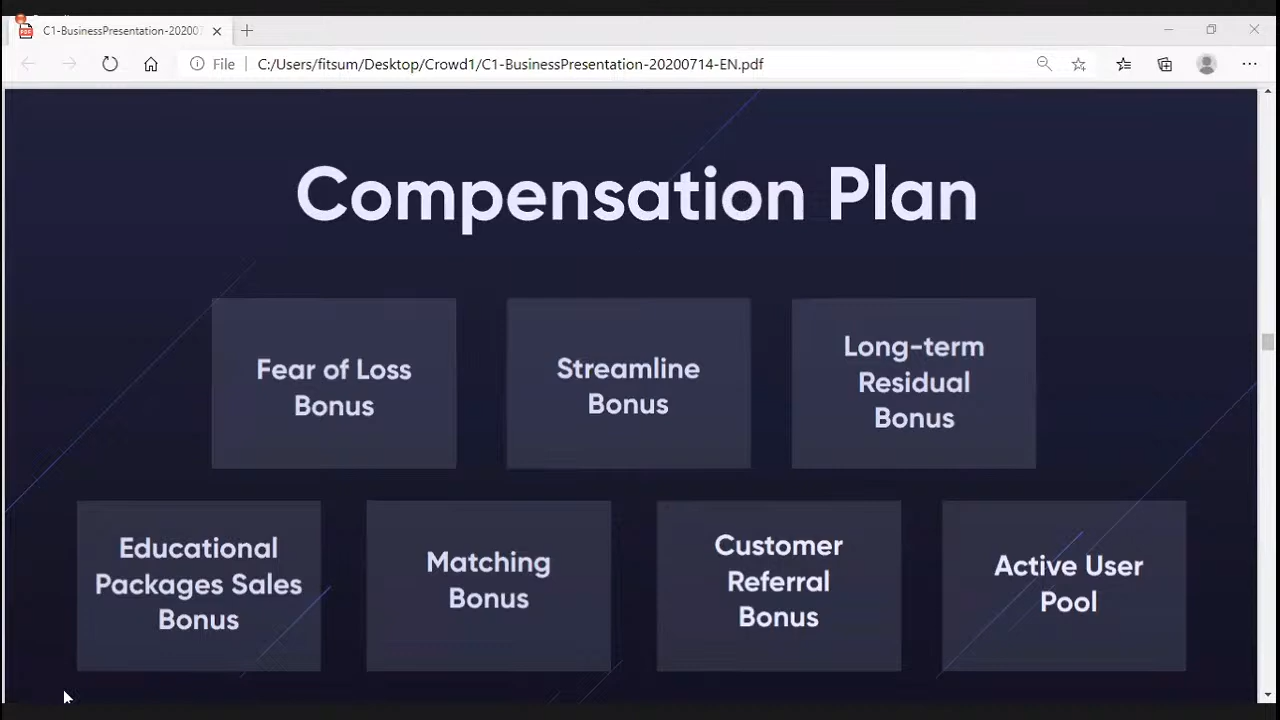 C1-BusinessPresentation-202007
File
C:/Users/fitsum/Desktop/Crowd1/C1-BusinessPresentation-20200714-EN.pdf
Compensation Plan
Fear of Loss
Bonus
Streamline
Bonus
Long-term
Residual
Bonus
Educational
Packages Sales
Bonus
Matching
Bonus
Customer
Referral
Bonus
Active User
Pool